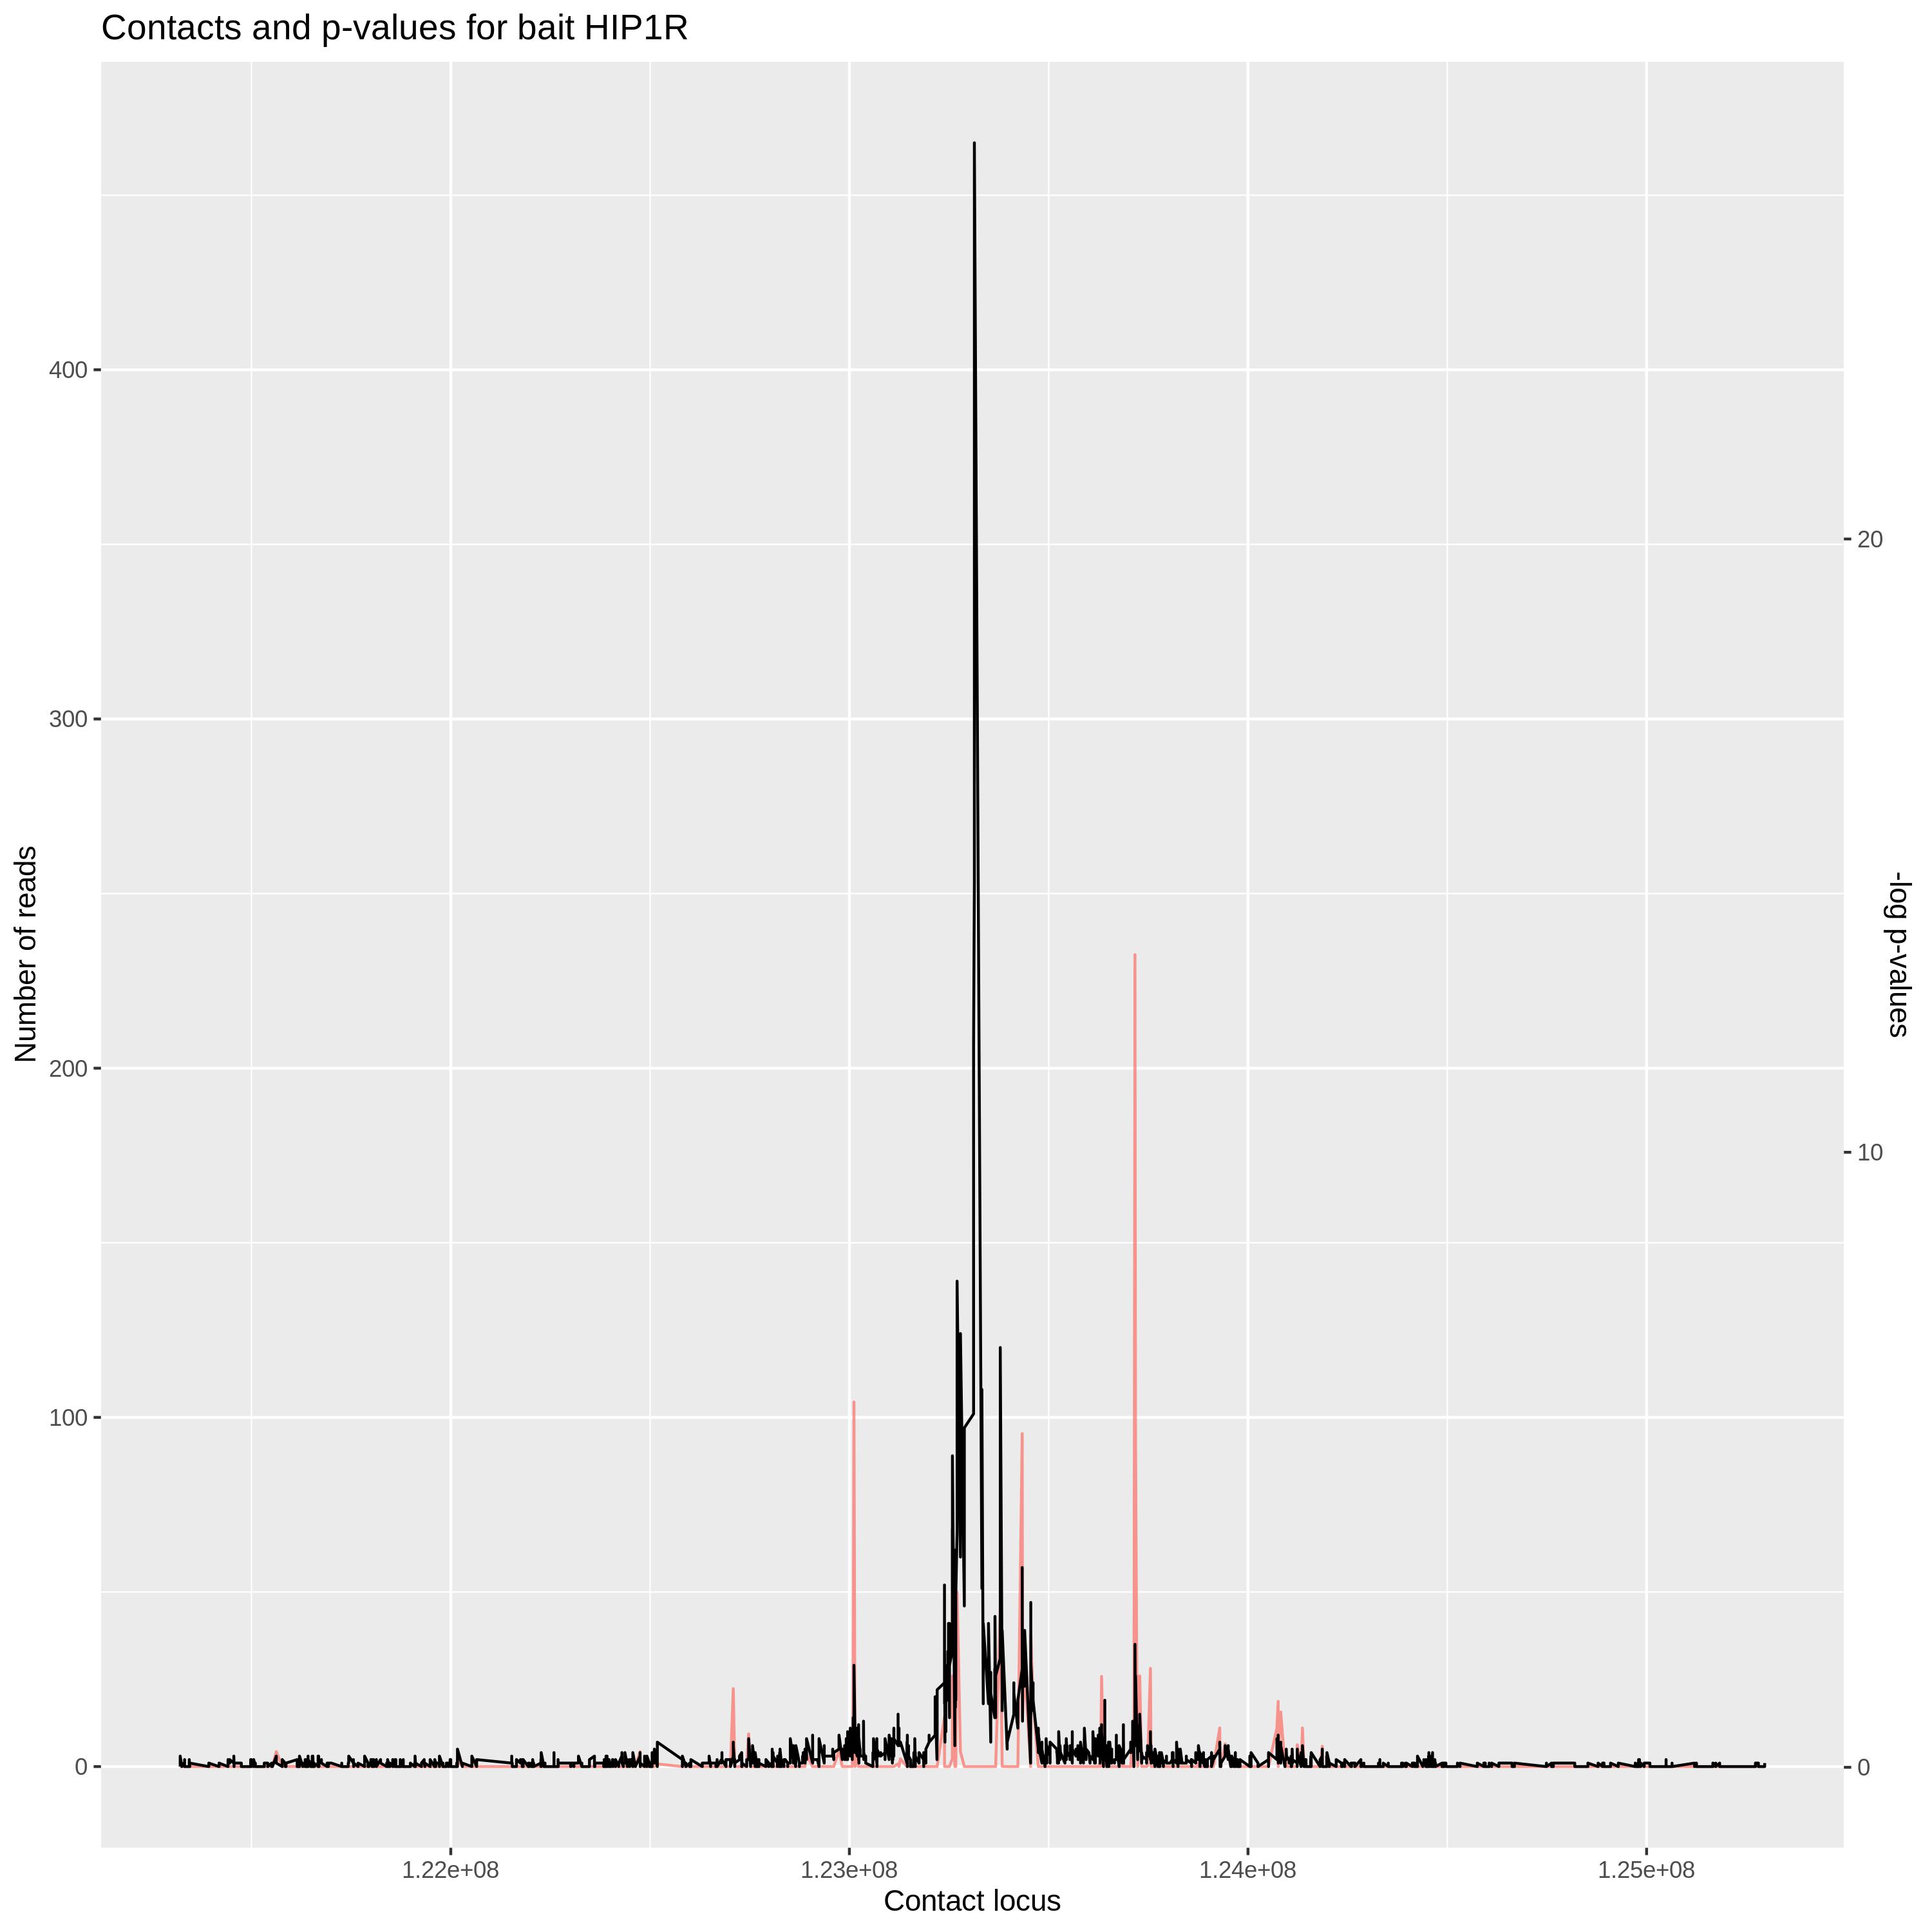 Contacts and p-values for bait HIP1R
Number of reads
400
300
200
100
0
20
10
0
-log p-values
1.22e+08
1.23e+08
1.24e+08
1.25e+08
Contact locus